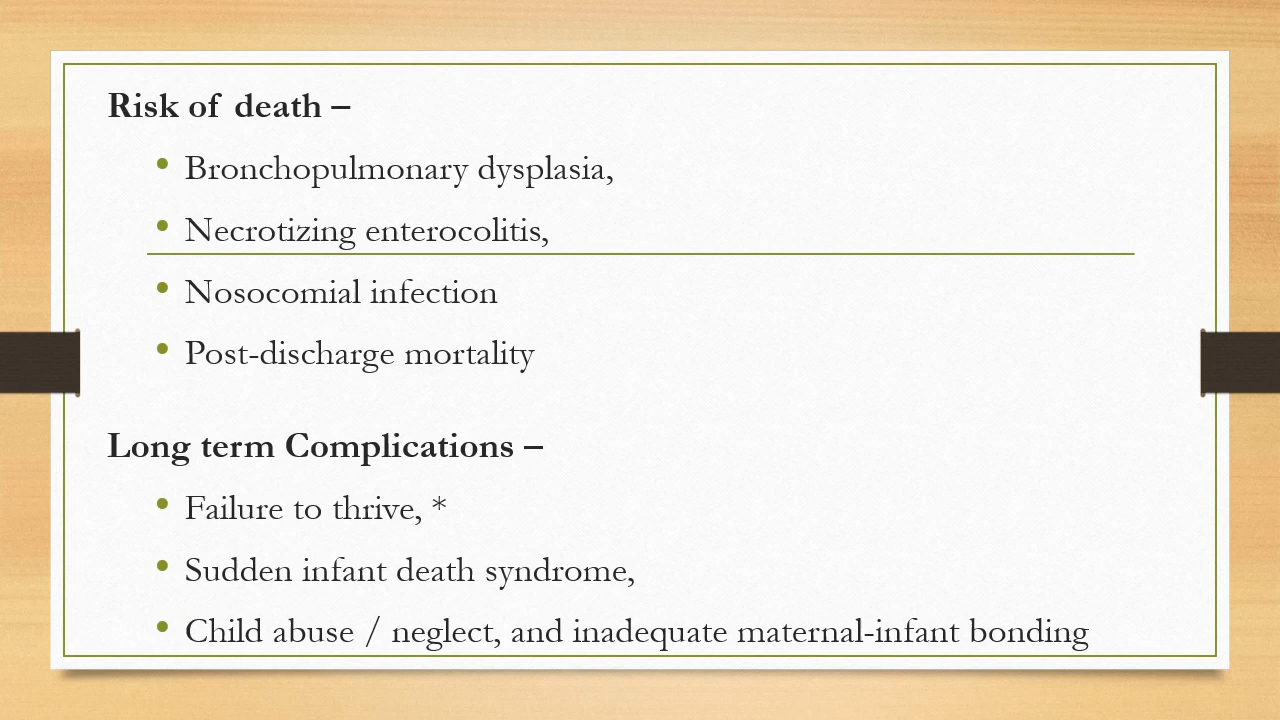 Risk of death –
• Bronchopulmonary dysplasia,
• Necrotizing enterocolitis,
• Nosocomial infection
• Post-discharge mortality
Long term Complications –
• Failure to thrive, *
• Sudden infant death syndrome,
• Child abuse / neglect, and inadequate maternal-infant bonding